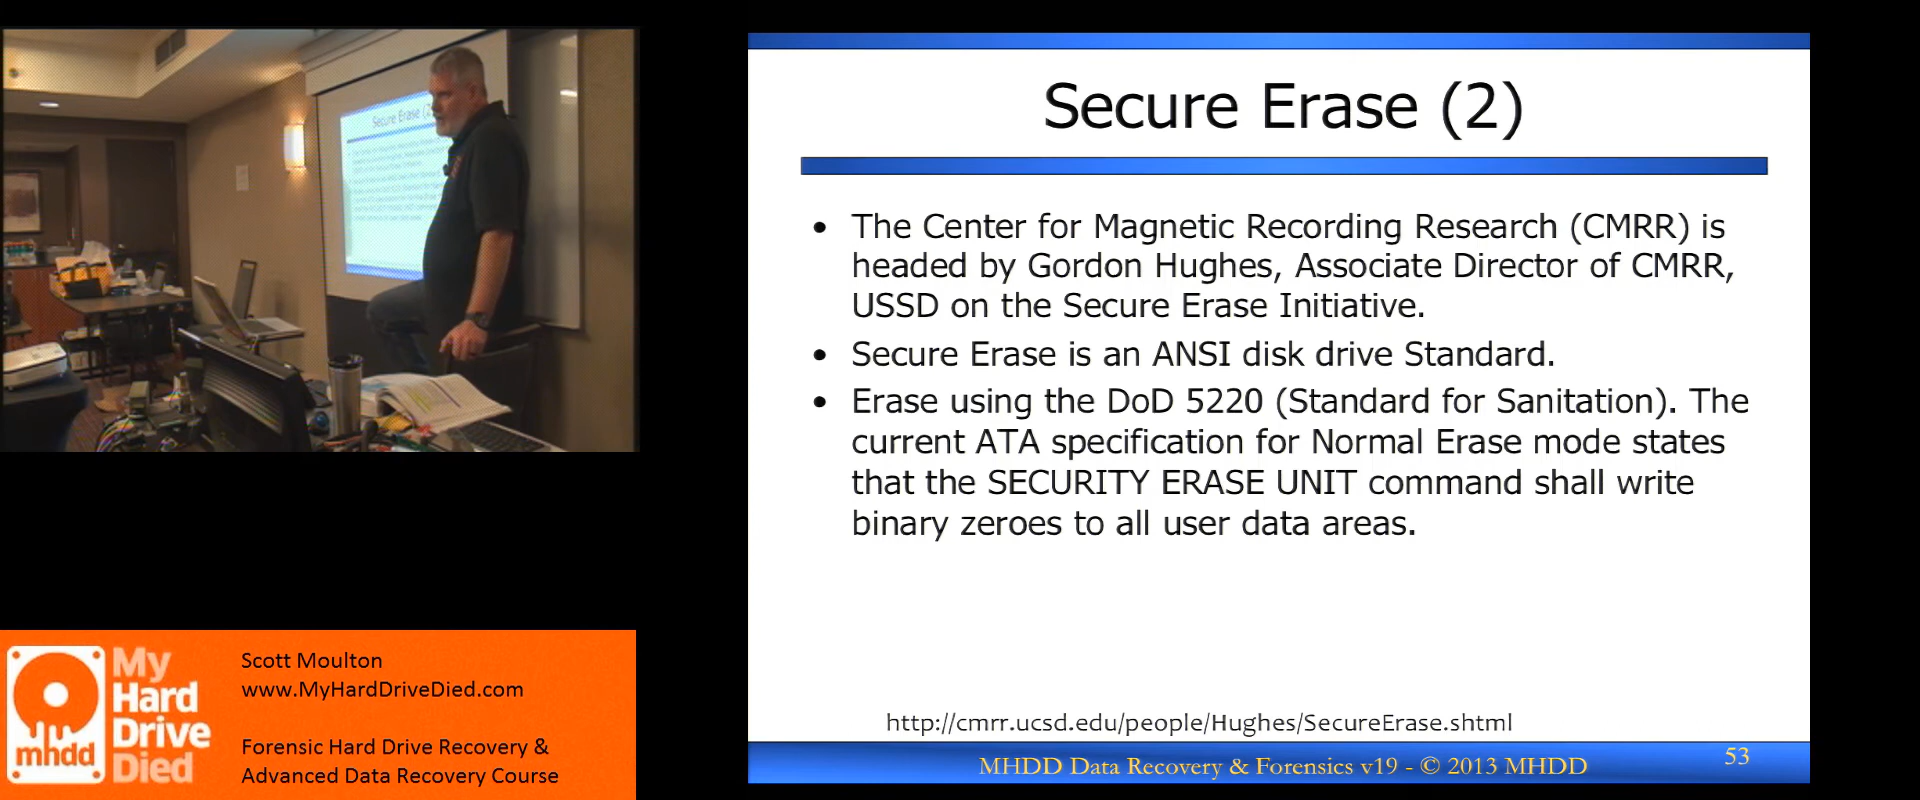 Secure Erase (2)
Secure Erase (2)
• The Center for Magnetic Recording Research (CMRR) is
headed by Gordon Hughes, Associate Director of CMRR,
USSD on the Secure Erase Initiative.
• Secure Erase is an ANSI disk drive Standard.
• Erase using the DoD 5220 (Standard for Sanitation). The
current ATA specification for Normal Erase mode states
that the SECURITY ERASE UNIT command shall write
binary zeroes to all user data areas.
http://cmrr.ucsd.edu/people/Hughes/SecureErase.shtml
MHDD Data Recovery & Forensics v19 - © 2013 MHDD
53
mhdd
My
Hard
Drive
Died
Scott Moulton
www.MyHardDriveDied.com
Forensic Hard Drive Recovery &
Advanced Data Recovery Course